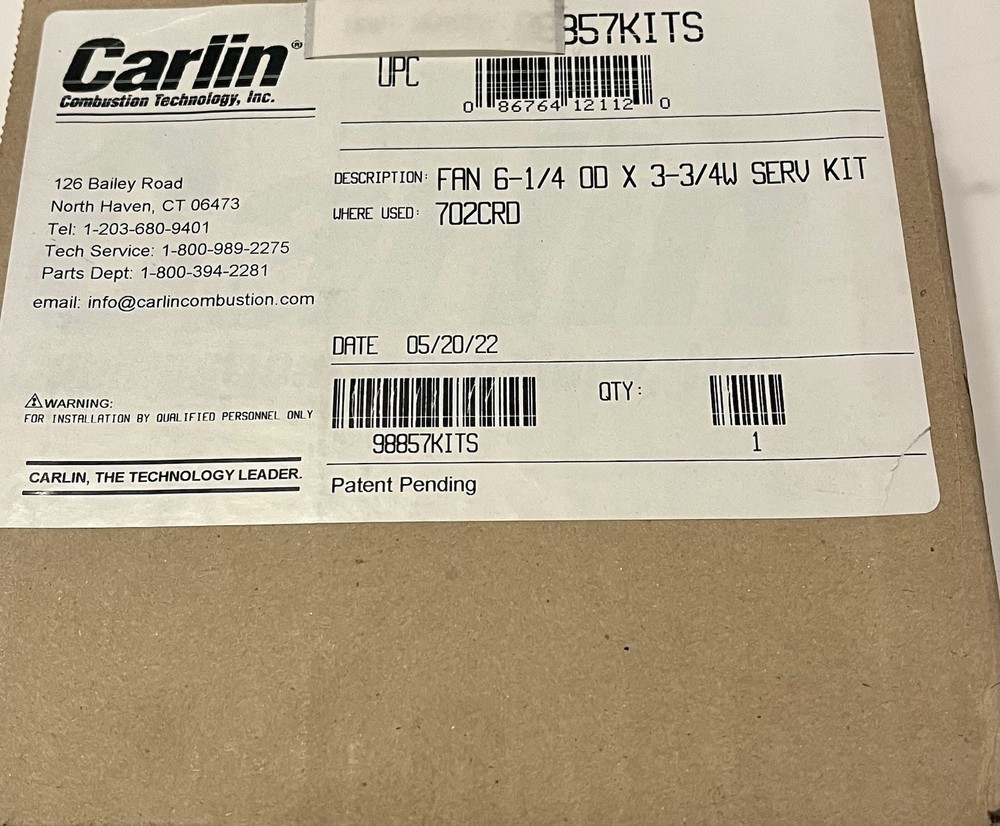 Carlin®
Combustion Technology, Inc.
126 Bailey Road
North Haven, CT 06473
Tel: 1-203-680-9401
Tech Service: 1-800-989-2275
Parts Dept: 1-800-394-2281
email: info@carlincombustion.com
WARNING:
FOR INSTALLATION BY QUALIFIED PERSONNEL ONLY
CARLIN, THE TECHNOLOGY LEADER.
857KITS
UPC
0 86764 12112 0
DESCRIPTION: FAN 6-1/4 OD X 3-3/4W SERV KIT
WHERE USED: 702CRD
DATE 05/20/22
QTY:
98857KITS
1
Patent Pending